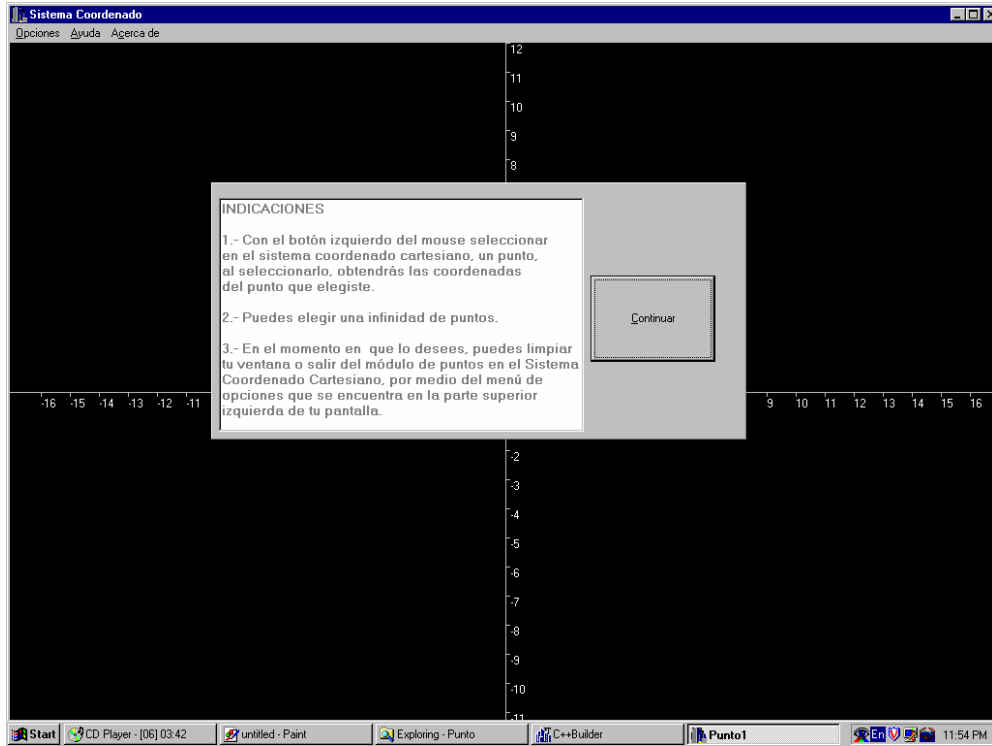 Sistema Coordenado
Opciones Ayuda Acerca de
12
11
10
9
8
INDICACIONES
1.- Con el botón izquierdo del mouse seleccionar
en el sistema coordenado cartesiano, un punto,
al seleccionarlo, obtendrás las coordenadas
del punto que elegiste.
2.- Puedes elegir una infinidad de puntos.
3.- En el momento en que lo desees, puedes limpiar
tu ventana o salir del módulo de puntos en el Sistema
Coordenado Cartesiano, por medio del menú de
opciones que se encuentra en la parte superior
izquierda de tu pantalla.
Continuar
-16 -15 -14 -13 -12 -11 9 10 11 12 13 14 15 16
-2
-3
-4
-5
-6
-7
-8
-9
-10
-11
Start CD Player - [06] 03:42 untitled - Paint Exploring - Punto C++Builder Punto1 En 11:54 PM